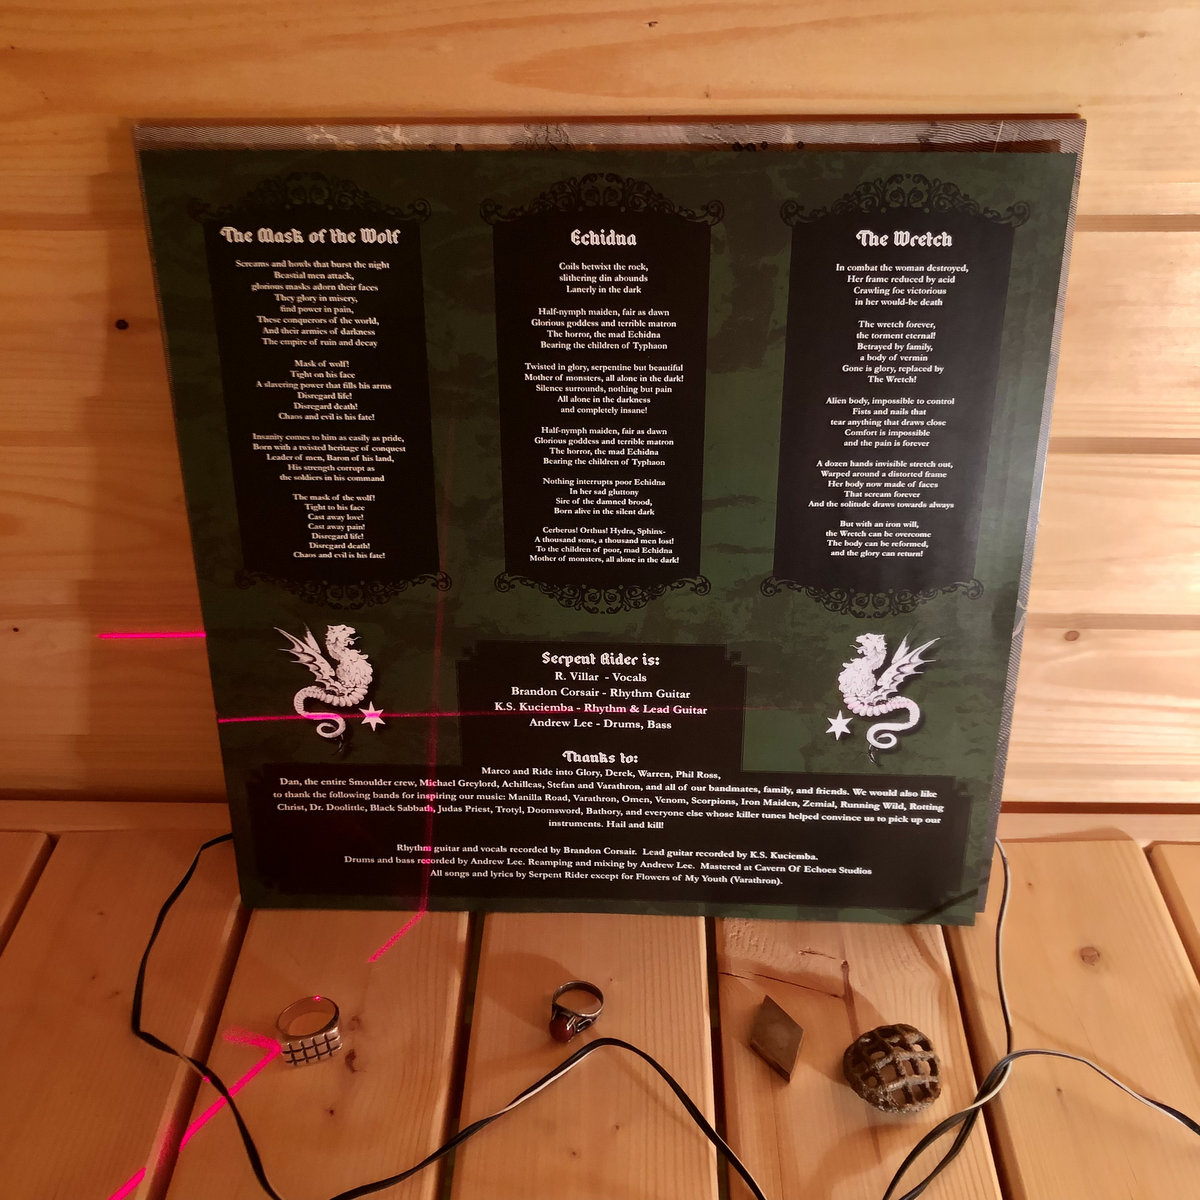 The Mask of the Wolf
Screams and howls that burst the night
Beastial men attack,
glorious masks adorn their faces
They glory in misery,
find power in pain,
These conquerors of the world,
And their armies of darkness
The empire of ruin and decay
Mask of wolf!
Tight on his face
A slavering power that fills his arms
Disregard life!
Disregard death!
Chaos and evil is his fate!
Insanity comes to him as easily as pride,
Born with a twisted heritage of conquest
Leader of men, Baron of his land,
His strength corrupt as
the soldiers in his command
The mask of the wolf!
Tight to his face
Cast away love!
Cast away pain!
Disregard life!
Disregard death!
Chaos and evil is his fate!
Echidna
Coils betwixt the rock,
slithering din abounds
Lanerly in the dark
Half-nymph maiden, fair as dawn
Glorious goddess and terrible matron
The horror, the mad Echidna
Bearing the children of Typhaon
Twisted in glory, serpentine but beautiful
Mother of monsters, all alone in the dark!
Silence surrounds, nothing but pain
All alone in the darkness
and completely insane!
Half-nymph maiden, fair as dawn
Glorious goddess and terrible matron
The horror, the mad Echidna
Bearing the children of Typhaon
Nothing interrupts poor Echidna
In her sad gluttony
Sire of the damned brood,
Born alive in the silent dark
Cerberus! Orthus! Hydra, Sphinx-
A thousand sons, a thousand men lost!
To the children of poor, mad Echidna
Mother of monsters, all alone in the dark!
The Wretch
In combat the woman destroyed,
Her frame reduced by acid
Crawling foe victorious
in her would-be death
The wretch forever,
the torment eternal!
Betrayed by family,
a body of vermin
Gone is glory, replaced by
The Wretch!
Alien body, impossible to control
Fists and nails that
tear anything that draws close
Comfort is impossible
and the pain is forever
A dozen hands invisible stretch out,
Warped around a distorted frame
Her body now made of faces
That scream forever
And the solitude draws towards always
But with an iron will,
the Wretch can be overcome
The body can be reformed,
and the glory can return!
Serpent Rider is:
R. Villar - Vocals
Brandon Corsair - Rhythm Guitar
K.S. Kuciemba - Rhythm & Lead Guitar
Andrew Lee - Drums, Bass
Thanks to:
Marco and Ride into Glory, Derek, Warren, Phil Ross,
Dan, the entire Smoulder crew, Michael Greylord, Achilleas, Stefan and Varathron, and all of our bandmates, family, and friends. We would also like
to thank the following bands for inspiring our music: Manilla Road, Varathron, Omen, Venom, Scorpions, Iron Maiden, Zemial, Running Wild, Rotting
Christ, Dr. Doolittle, Black Sabbath, Judas Priest, Trotyl, Doomsword, Bathory, and everyone else whose killer tunes helped convince us to pick up our
instruments. Hail and kill!
Rhythm guitar and vocals recorded by Brandon Corsair. Lead guitar recorded by K.S. Kuciemba.
Drums and bass recorded by Andrew Lee. Reamping and mixing by Andrew Lee. Mastered at Cavern Of Echoes Studios
All songs and lyrics by Serpent Rider except for Flowers of My Youth (Varathron).